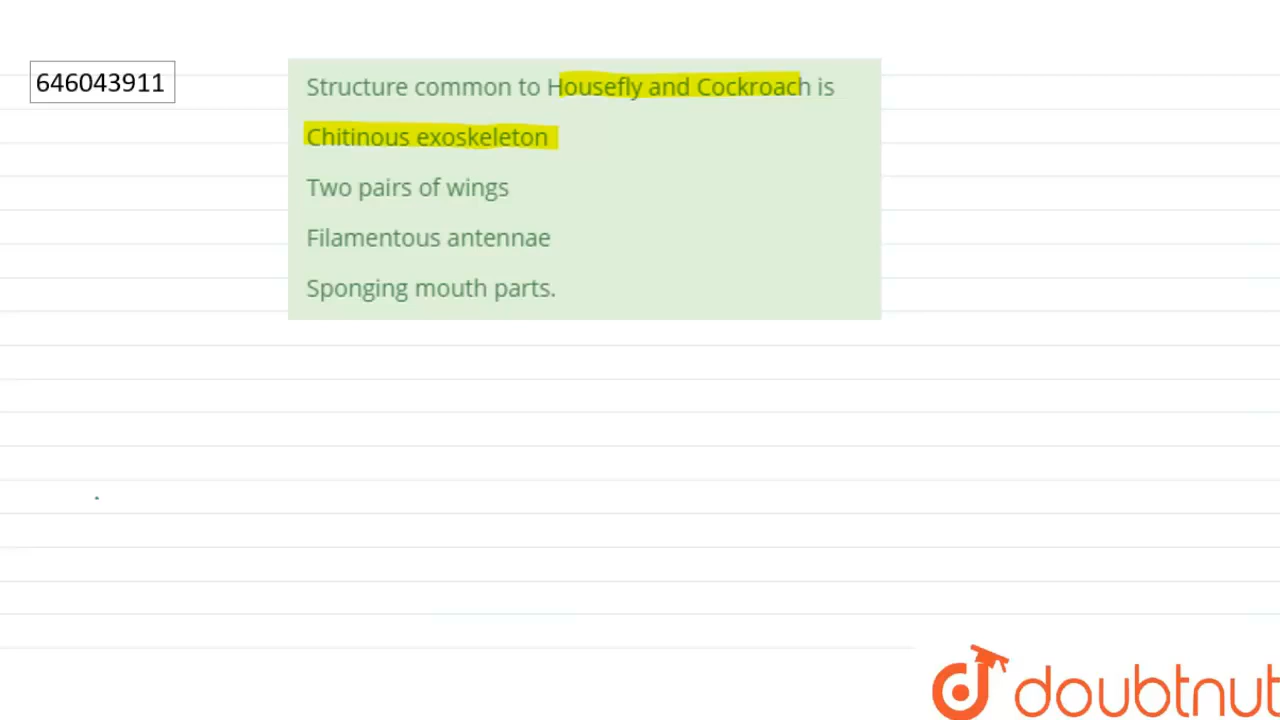 646043911
Structure common to Housefly and Cockroach is
Chitinous exoskeleton
Two pairs of wings
Filamentous antennae
Sponging mouth parts.
doubtnut